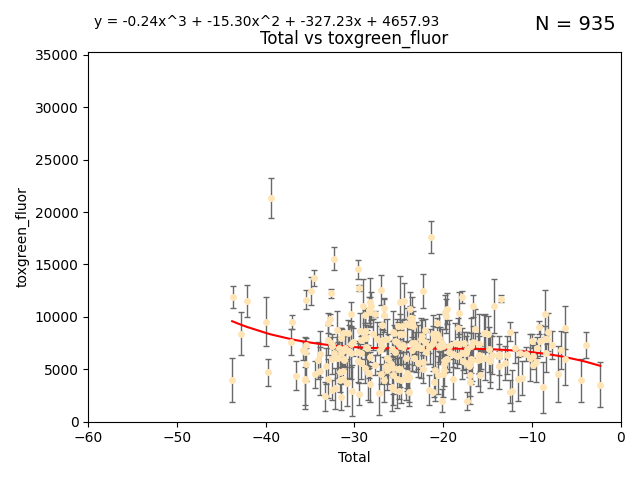 y = -0.24x^3 + -15.30x^2 + -327.23x + 4657.93
N = 935
Total vs toxgreen_fluor
35000
30000
25000
20000
15000
10000
5000
0
toxgreen_fluor
−60 −50 −40 −30 −20 −10 0
Total